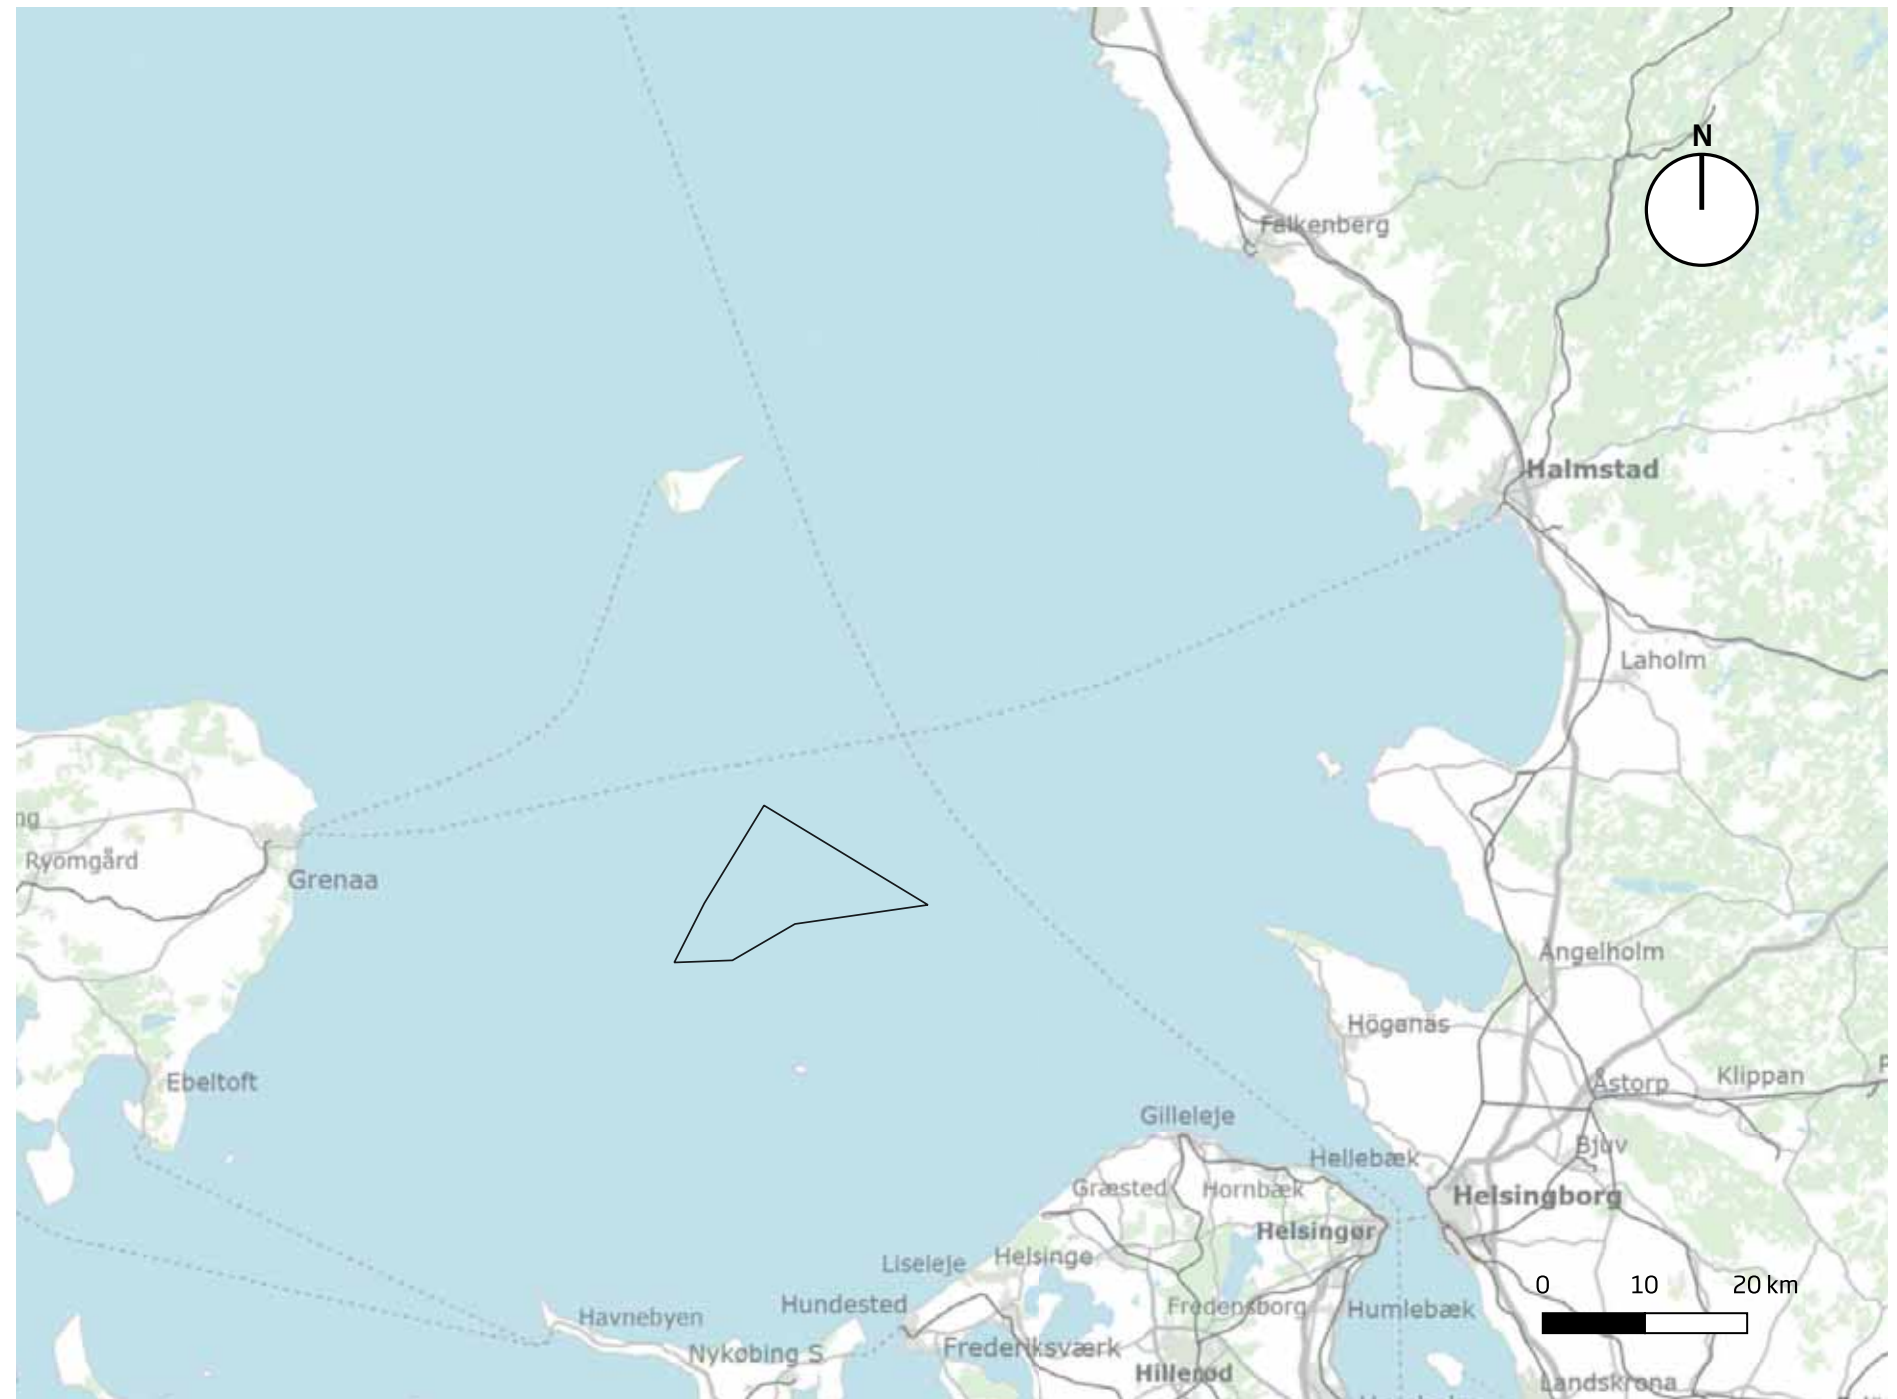 N
Falkenberg
Halmstad
Laholm
ng
Ryomgård
Grenaa
Ängelholm
Höganäs
Ebeltoft
Åstorp
Klippan
Gilleleje
Bjuv
Hellebæk
Græsted
Hornbæk
Helsingborg
Helsingør
Liseleje
Helsinge
0 10 20 km
Hundested
Fredensborg
Humlebæk
Havnebyen
Nykøbing S
Frederiksværk
Hillerød
Landskrona